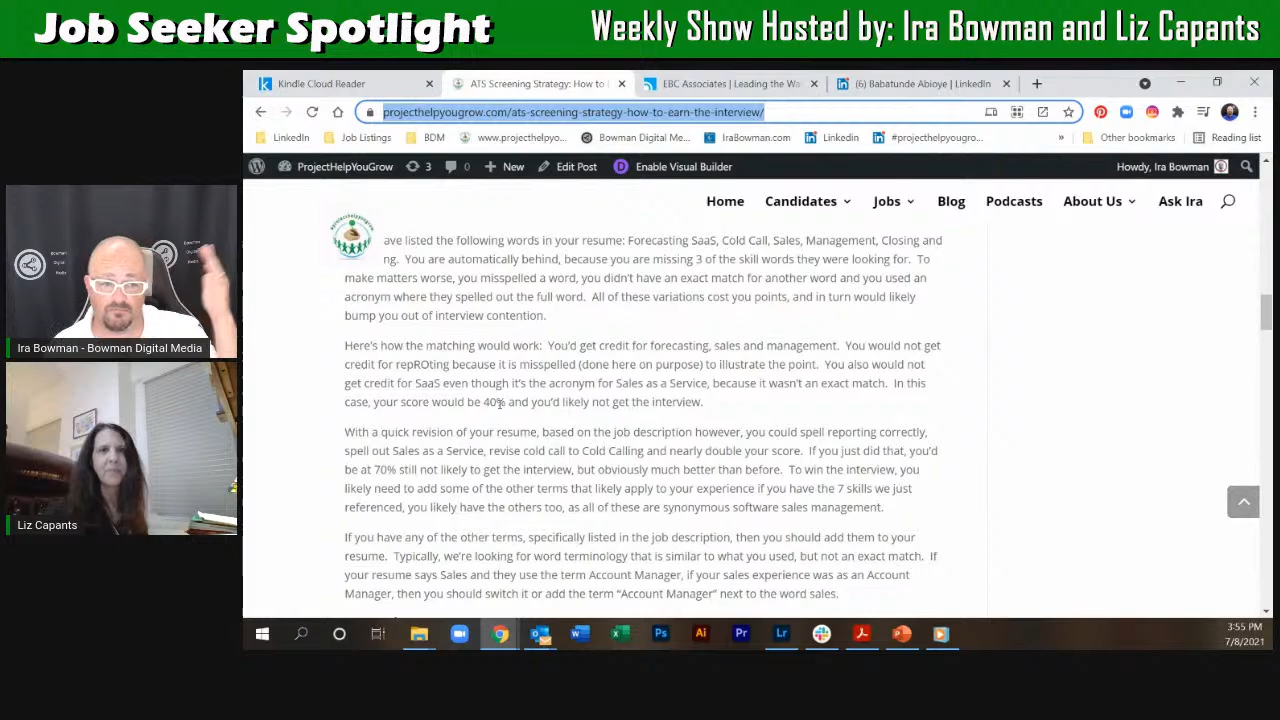 Job Seeker Spotlight
Weekly Show Hosted by: Ira Bowman and Liz Capants
Kindle Cloud Reader
ATS Screening Strategy: How to
EBC Associates | Leading the Wa
(6) Babatunde Abioye | LinkedIn
projecthelpyougrow.com/ats-screening-strategy-how-to-earn-the-interview/
LinkedIn
Job Listings
BDM
www.projecthelpyo...
Bowman Digital Me...
IraBowman.com
Linkedin
#projecthelpyougro...
»
Other bookmarks
Reading list
ProjectHelpYouGrow
3
0
New
Edit Post
D Enable Visual Builder
Howdy, Ira Bowman
Home
Candidates
Jobs
Blog
Podcasts
About Us
Ask Ira
ave listed the following words in your resume: Forecasting SaaS, Cold Call, Sales, Management, Closing and
ng. You are automatically behind, because you are missing 3 of the skill words they were looking for. To
make matters worse, you misspelled a word, you didn't have an exact match for another word and you used an
acronym where they spelled out the full word. All of these variations cost you points, and in turn would likely
bump you out of interview contention.
Here's how the matching would work: You'd get credit for forecasting, sales and management. You would not get
credit for repROting because it is misspelled (done here on purpose) to illustrate the point. You also would not
get credit for SaaS even though it's the acronym for Sales as a Service, because it wasn't an exact match. In this
case, your score would be 40% and you'd likely not get the interview.
With a quick revision of your resume, based on the job description however, you could spell reporting correctly,
spell out Sales as a Service, revise cold call to Cold Calling and nearly double your score. If you just did that, you'd
be at 70% still not likely to get the interview, but obviously much better than before. To win the interview, you
likely need to add some of the other terms that likely apply to your experience if you have the 7 skills we just
referenced, you likely have the others too, as all of these are synonymous software sales management.
If you have any of the other terms, specifically listed in the job description, then you should add them to your
resume. Typically, we're looking for word terminology that is similar to what you used, but not an exact match. If
your resume says Sales and they use the term Account Manager, if your sales experience was as an Account
Manager, then you should switch it or add the term "Account Manager" next to the word sales.
Ira Bowman - Bowman Digital Media
Liz Capants
Ps
Ai
Pr
Lr
3:55 PM
7/8/2021